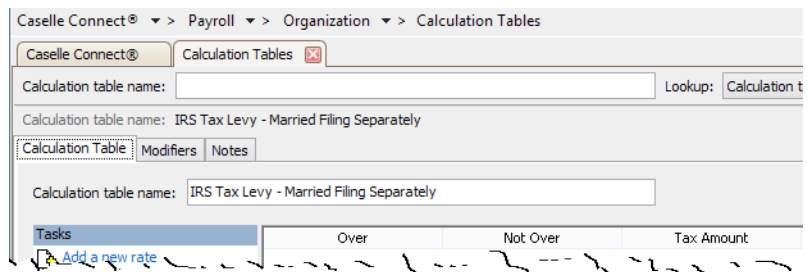 Caselle Connect® > Payroll > Organization > Calculation Tables
Caselle Connect® Calculation Tables
Calculation table name: Lookup: Calculation t
Calculation table name: IRS Tax Levy - Married Filing Separately
Calculation Table Modifiers Notes
Calculation table name: IRS Tax Levy - Married Filing Separately
Tasks Over Not Over Tax Amount
Add a new rate